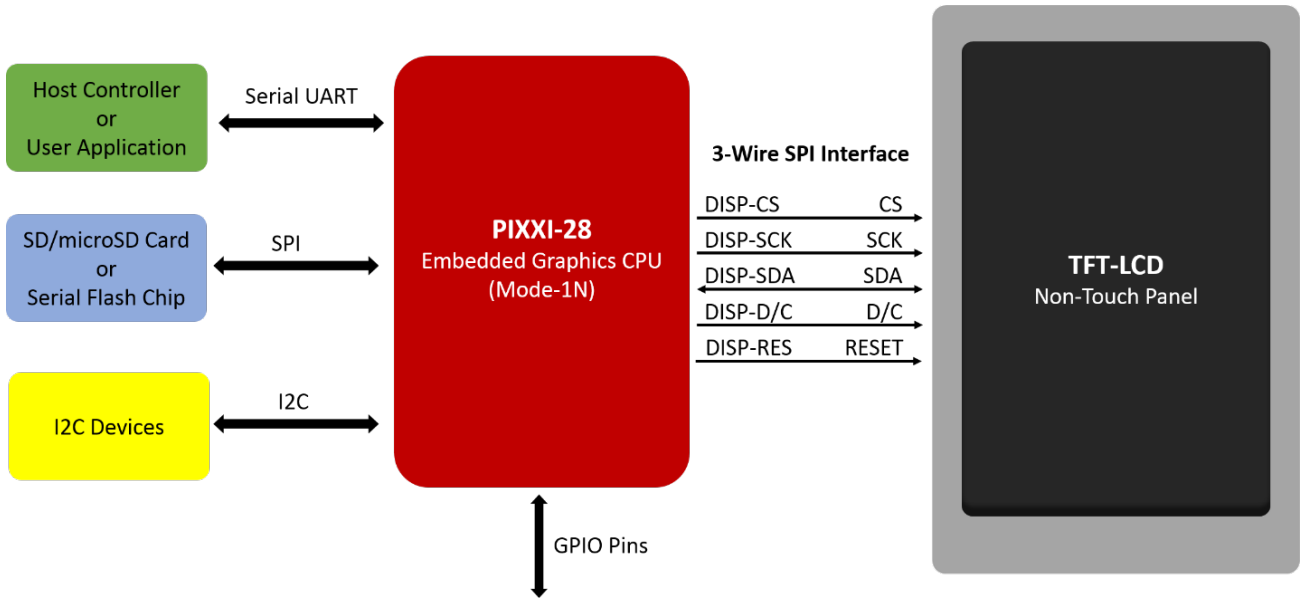 Host Controller
or
User Application
Serial UART
SD/microSD Card
or
Serial Flash Chip
SPI
I2C Devices
I2C
PIXXI-28
Embedded Graphics CPU
(Mode-1N)
GPIO Pins
3-Wire SPI Interface
DISP-CS CS
DISP-SCK SCK
DISP-SDA SDA
DISP-D/C D/C
DISP-RES RESET
TFT-LCD
Non-Touch Panel